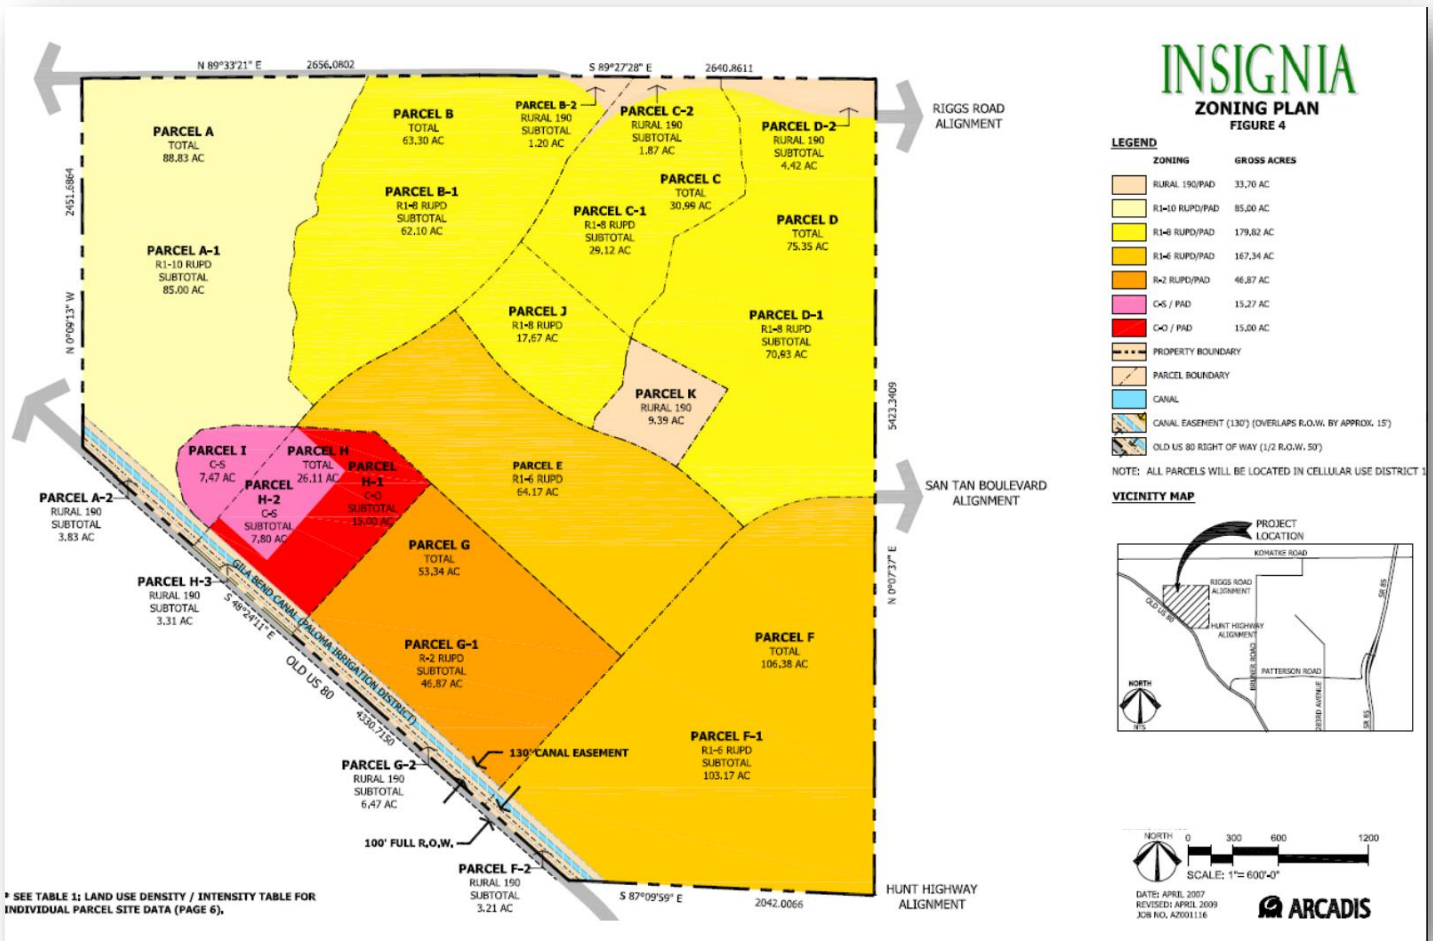 INSIGNIA
ZONING PLAN
FIGURE 4
LEGEND
ZONING GROSS ACRES
RURAL 190/PAD 33.70 AC
R1-10 RUPD/PAD 85.00 AC
R1-8 RUPD/PAD 179.82 AC
R1-6 RUPD/PAD 167.34 AC
R-2 RUPD/PAD 46.87 AC
C-S / PAD 15.27 AC
C-O / PAD 15.00 AC
PROPERTY BOUNDARY
PARCEL BOUNDARY
CANAL
CANAL EASEMENT (130') (OVERLAPS R.O.W. BY APPROX. 15')
OLD US 80 RIGHT OF WAY (1/2 R.O.W. 50')
NOTE: ALL PARCELS WILL BE LOCATED IN CELLULAR USE DISTRICT 1
VICINITY MAP
PROJECT
LOCATION
KOMATKE ROAD
RIGGS ROAD
ALIGNMENT
OLD US 80
HUNT HIGHWAY
ALIGNMENT
BRUNER ROAD
PATTERSON ROAD
283RD AVENUE
SR 85
SR 85
NORTH
NTS
NORTH
0 300 600 1200
SCALE: 1"= 600'-0"
DATE: APRIL 2007
REVISED: APRIL 2009
JOB NO. AZ001116
ARCADIS
N 89°33'21" E 2656.0802
S 89°27'28" E 2640.8611
RIGGS ROAD
ALIGNMENT
2451.6864
N 0°09'13" W
PARCEL A
TOTAL
88.83 AC
PARCEL B
TOTAL
63.30 AC
PARCEL B-2
RURAL 190
SUBTOTAL
1.20 AC
PARCEL C-2
RURAL 190
SUBTOTAL
1.87 AC
PARCEL D-2
RURAL 190
SUBTOTAL
4.42 AC
PARCEL A-1
R1-10 RUPD
SUBTOTAL
85.00 AC
PARCEL B-1
R1-8 RUPD
SUBTOTAL
62.10 AC
PARCEL C
TOTAL
30.99 AC
PARCEL C-1
R1-8 RUPD
SUBTOTAL
29.12 AC
PARCEL D
TOTAL
75.35 AC
PARCEL J
R1-8 RUPD
17.67 AC
PARCEL D-1
R1-8 RUPD
SUBTOTAL
70.93 AC
PARCEL K
RURAL 190
9.39 AC
5423.3409
N 0°07'37" E
SAN TAN BOULEVARD
ALIGNMENT
PARCEL I
C-S
7.47 AC
PARCEL H
TOTAL
26.11 AC
PARCEL
H-1
C-O
SUBTOTAL
15.00 AC
PARCEL
H-2
C-S
SUBTOTAL
7.80 AC
PARCEL E
R1-6 RUPD
64.17 AC
PARCEL A-2
RURAL 190
SUBTOTAL
3.83 AC
PARCEL H-3
RURAL 190
SUBTOTAL
3.31 AC
PARCEL G
TOTAL
53.34 AC
PARCEL G-1
R-2 RUPD
SUBTOTAL
46.87 AC
PARCEL F
TOTAL
106.38 AC
PARCEL F-1
R1-6 RUPD
SUBTOTAL
103.17 AC
GILA BEND CANAL (PALOMA IRRIGATION DISTRICT)
S 48°24'11" E
OLD US 80
4330.7150
130' CANAL EASEMENT
PARCEL G-2
RURAL 190
SUBTOTAL
6.47 AC
100' FULL R.O.W.
PARCEL F-2
RURAL 190
SUBTOTAL
3.21 AC
S 87°09'59" E 2042.0066
HUNT HIGHWAY
ALIGNMENT
* SEE TABLE 1: LAND USE DENSITY / INTENSITY TABLE FOR
INDIVIDUAL PARCEL SITE DATA (PAGE 6).